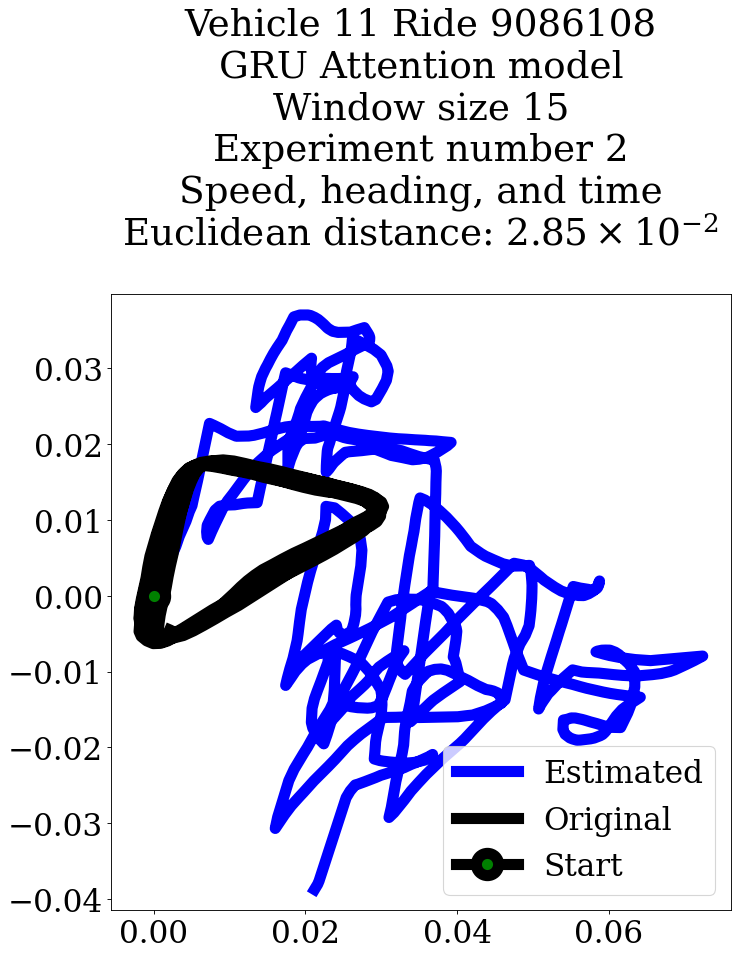 Vehicle 11 Ride 9086108
GRU Attention model
Window size 15
Experiment number 2
Speed, heading, and time
Euclidean distance: 2.85 × 10⁻²
0.03
0.02
0.01
0.00
−0.01
−0.02
−0.03
−0.04
Estimated
Original
Start
0.00 0.02 0.04 0.06